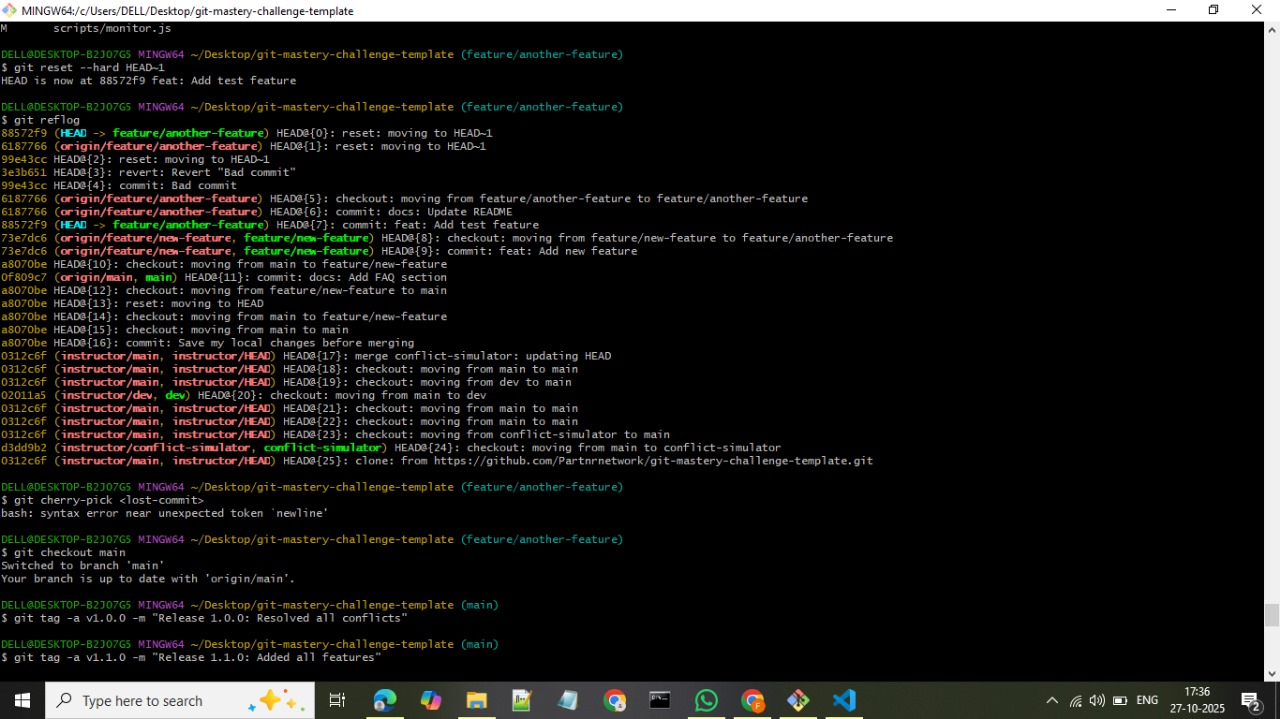 MINGW64:/c/Users/DELL/Desktop/git-mastery-challenge-template
M       scripts/monitor.js
DELL@DESKTOP-B2JO7G5 MINGW64 ~/Desktop/git-mastery-challenge-template (feature/another-feature)
$ git reset --hard HEAD~1
HEAD is now at 88572f9 feat: Add test feature
DELL@DESKTOP-B2JO7G5 MINGW64 ~/Desktop/git-mastery-challenge-template (feature/another-feature)
$ git reflog
88572f9 (HEAD -> feature/another-feature) HEAD@{0}: reset: moving to HEAD~1
6187766 (origin/feature/another-feature) HEAD@{1}: reset: moving to HEAD~1
99e43cc HEAD@{2}: reset: moving to HEAD~1
3e3b651 HEAD@{3}: revert: Revert "Bad commit"
99e43cc HEAD@{4}: commit: Bad commit
6187766 (origin/feature/another-feature) HEAD@{5}: checkout: moving from feature/another-feature to feature/another-feature
6187766 (origin/feature/another-feature) HEAD@{6}: commit: docs: Update README
88572f9 (HEAD -> feature/another-feature) HEAD@{7}: commit: feat: Add test feature
73e7dc6 (origin/feature/new-feature, feature/new-feature) HEAD@{8}: checkout: moving from feature/new-feature to feature/another-feature
73e7dc6 (origin/feature/new-feature, feature/new-feature) HEAD@{9}: commit: feat: Add new feature
a8070be HEAD@{10}: checkout: moving from main to feature/new-feature
0f809c7 (origin/main, main) HEAD@{11}: commit: docs: Add FAQ section
a8070be HEAD@{12}: checkout: moving from feature/new-feature to main
a8070be HEAD@{13}: reset: moving to HEAD
a8070be HEAD@{14}: checkout: moving from main to feature/new-feature
a8070be HEAD@{15}: checkout: moving from main to main
a8070be HEAD@{16}: commit: Save my local changes before merging
0312c6f (instructor/main, instructor/HEAD) HEAD@{17}: merge conflict-simulator: updating HEAD
0312c6f (instructor/main, instructor/HEAD) HEAD@{18}: checkout: moving from main to main
0312c6f (instructor/main, instructor/HEAD) HEAD@{19}: checkout: moving from dev to main
02011a5 (instructor/dev, dev) HEAD@{20}: checkout: moving from main to dev
0312c6f (instructor/main, instructor/HEAD) HEAD@{21}: checkout: moving from main to main
0312c6f (instructor/main, instructor/HEAD) HEAD@{22}: checkout: moving from main to main
0312c6f (instructor/main, instructor/HEAD) HEAD@{23}: checkout: moving from conflict-simulator to main
d3dd9b2 (instructor/conflict-simulator, conflict-simulator) HEAD@{24}: checkout: moving from main to conflict-simulator
0312c6f (instructor/main, instructor/HEAD) HEAD@{25}: clone: from https://github.com/Partnrnetwork/git-mastery-challenge-template.git
DELL@DESKTOP-B2JO7G5 MINGW64 ~/Desktop/git-mastery-challenge-template (feature/another-feature)
$ git cherry-pick <lost-commit>
bash: syntax error near unexpected token `newline'
DELL@DESKTOP-B2JO7G5 MINGW64 ~/Desktop/git-mastery-challenge-template (feature/another-feature)
$ git checkout main
Switched to branch 'main'
Your branch is up to date with 'origin/main'.
DELL@DESKTOP-B2JO7G5 MINGW64 ~/Desktop/git-mastery-challenge-template (main)
$ git tag -a v1.0.0 -m "Release 1.0.0: Resolved all conflicts"
DELL@DESKTOP-B2JO7G5 MINGW64 ~/Desktop/git-mastery-challenge-template (main)
$ git tag -a v1.1.0 -m "Release 1.1.0: Added all features"
Type here to search
ENG
17:36
27-10-2025
2